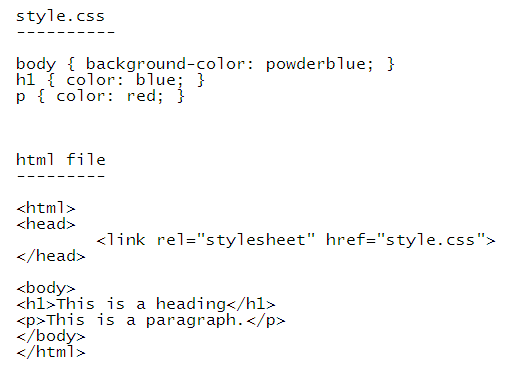 style.css
----------
body { background-color: powderblue; }
h1 { color: blue; }
p { color: red; }
html file
---------
<html>
<head>
<link rel="stylesheet" href="style.css">
</head>
<body>
<h1>This is a heading</h1>
<p>This is a paragraph.</p>
</body>
</html>